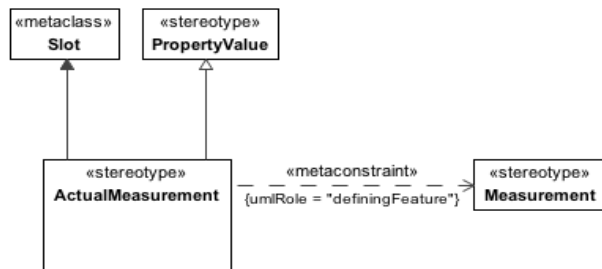 «metaclass»
Slot
«stereotype»
PropertyValue
«stereotype»
ActualMeasurement
«metaconstraint»
{umlRole = "definingFeature"}
«stereotype»
Measurement